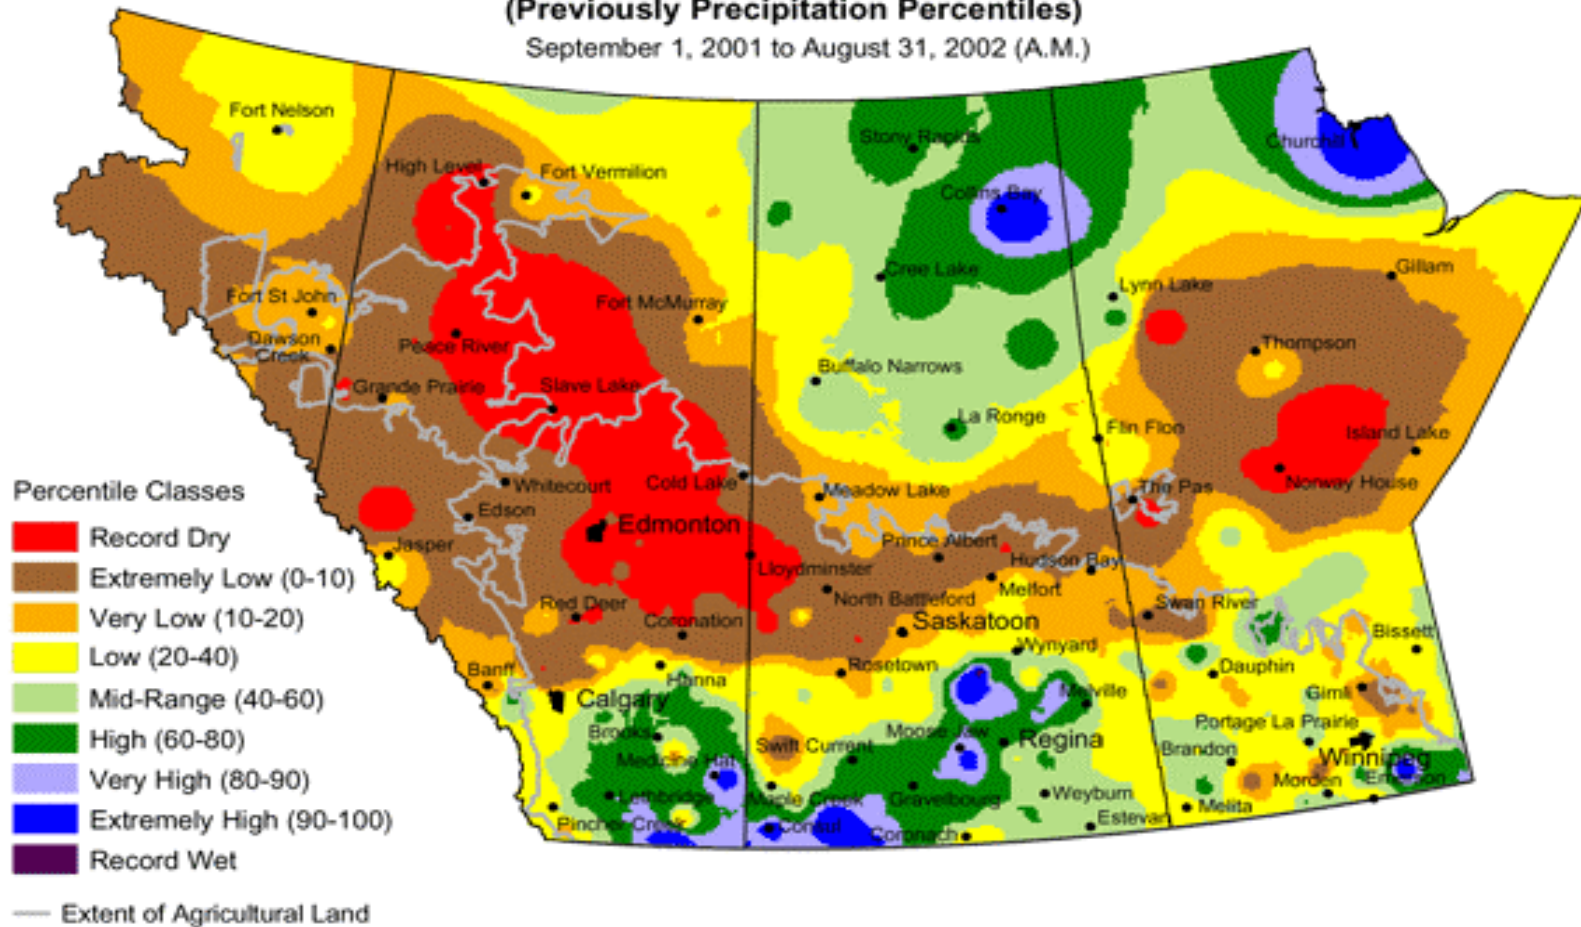 (Previously Precipitation Percentiles)
September 1, 2001 to August 31, 2002 (A.M.)
Fort Nelson
Stony Rapids
Churchill
High Level
Fort Vermilion
Collins Bay
Cree Lake
Gillam
Fort St John
Fort McMurray
Lynn Lake
Dawson
Creek
Peace River
Thompson
Grande Prairie
Slave Lake
Buffalo Narrows
La Ronge
Flin Flon
Island Lake
Percentile Classes
Whitecourt
Cold Lake
Meadow Lake
The Pas
Norway House
Edson
Edmonton
Record Dry
Jasper
Prince Albert
Hudson Bay
Lloydminster
Extremely Low (0-10)
Melfort
Red Deer
North Battleford
Swan River
Very Low (10-20)
Coronation
Saskatoon
Bissett
Low (20-40)
Wynyard
Banff
Hanna
Rosetown
Dauphin
Mid-Range (40-60)
Calgary
Melville
Gimli
High (60-80)
Brooks
Moose Jaw
Regina
Portage La Prairie
Swift Current
Brandon
Medicine Hat
Winnipeg
Very High (80-90)
Morden
Emerson
Lethbridge
Maple Creek
Gravelbourg
Weyburn
Melita
Extremely High (90-100)
Pincher Creek
Consul
Coronach
Estevan
Record Wet
Extent of Agricultural Land